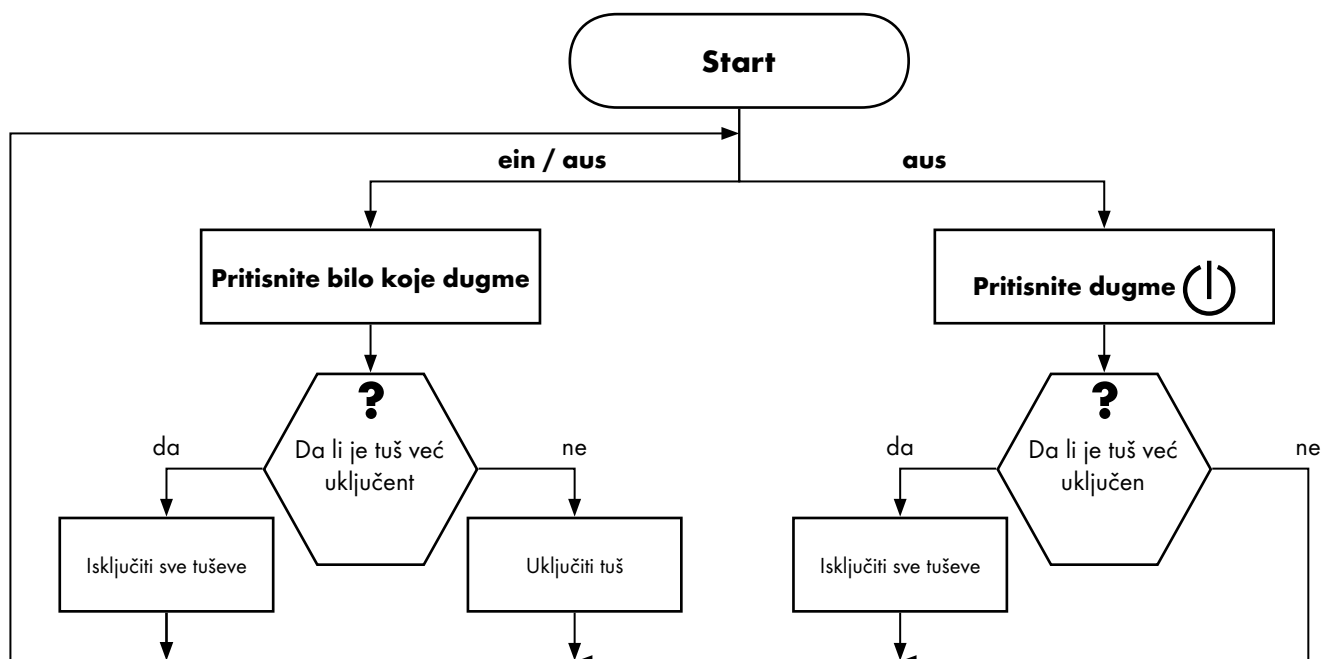 Start
ein / aus
aus
Pritisnite bilo koje dugme
Pritisnite dugme
?
?
da
Da li je tuš već
uključent
ne
da
Da li je tuš već
uključen
ne
Isključiti sve tuševe
Uključiti tuš
Isključiti sve tuševe